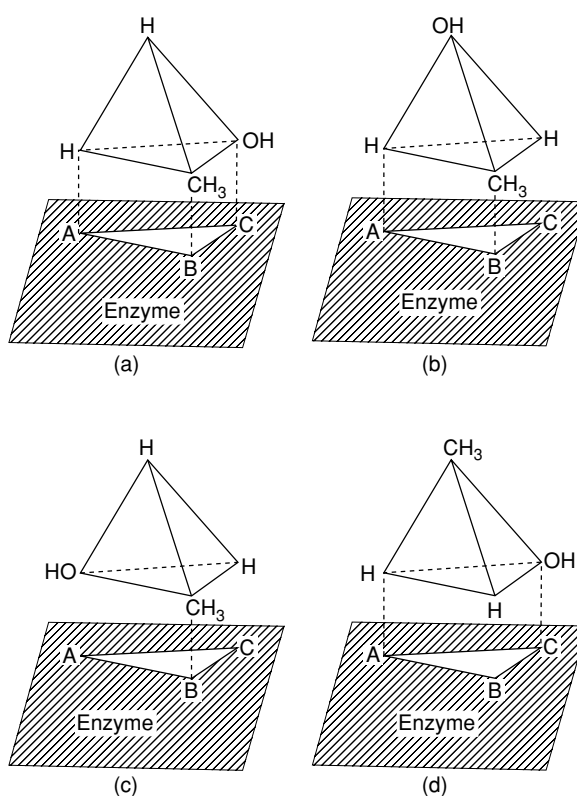 H OH
H OH H H
CH₃ CH₃
A B C A B C
Enzyme Enzyme
(a) (b)
H CH₃
HO H H OH
CH₃ H
A B C A B C
Enzyme Enzyme
(c) (d)